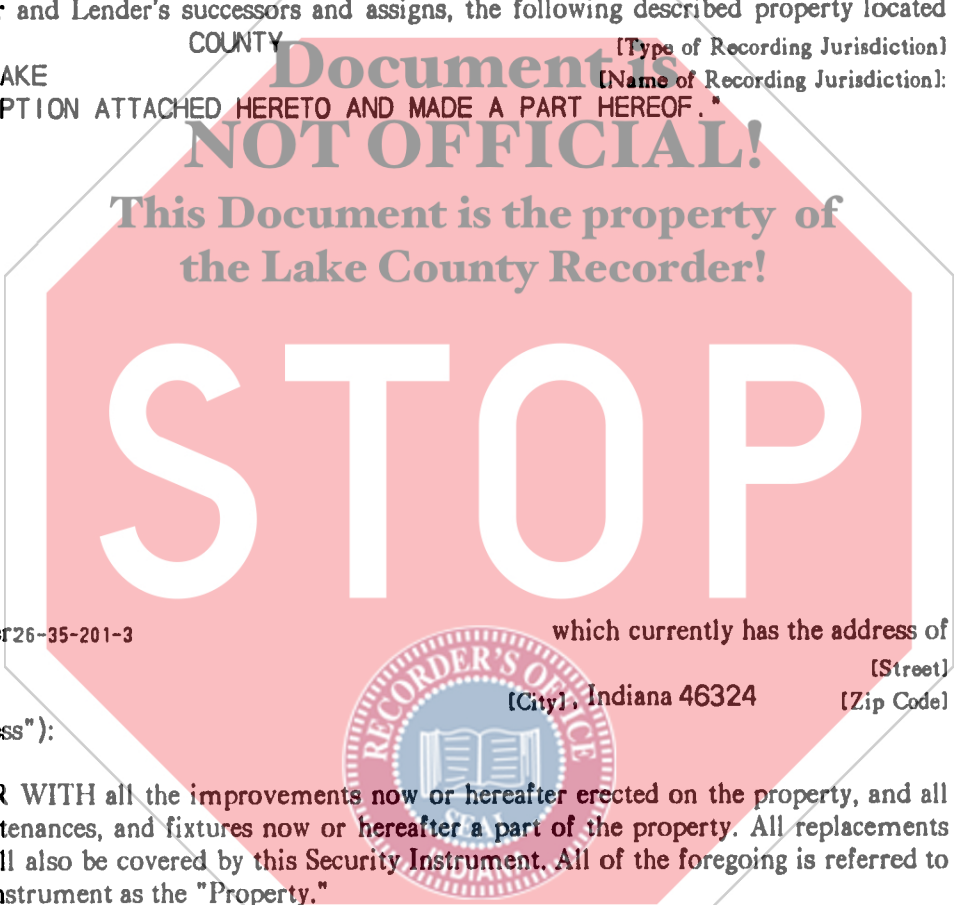 r and Lender's successors and assigns, the following described property located
COUNTY [Type of Recording Jurisdiction]
AKE [Name of Recording Jurisdiction]:
PTION ATTACHED HERETO AND MADE A PART HEREOF."
Document is
NOT OFFICIAL!
This Document is the property of
the Lake County Recorder!
STOP
er26-35-201-3 which currently has the address of
[Street]
[City], Indiana 46324 [Zip Code]
ss"):
RECORDER'S OFFICE
SEAL
INDIANA
R WITH all the improvements now or hereafter erected on the property, and all
tenances, and fixtures now or hereafter a part of the property. All replacements
ll also be covered by this Security Instrument. All of the foregoing is referred to
nstrument as the "Property."